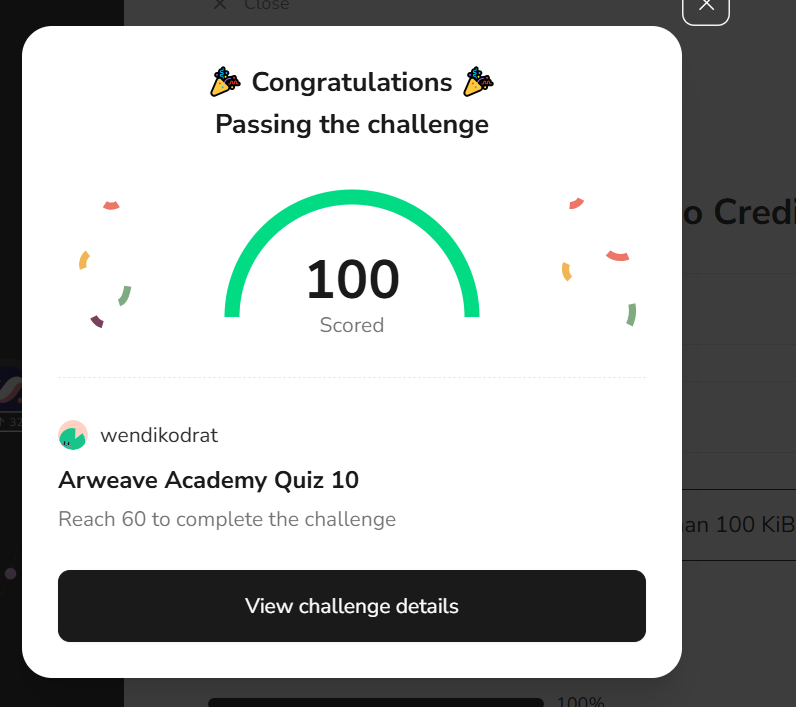 Close
🎉 Congratulations 🎉
Passing the challenge
o Credi
100
Scored
wendikodrat
Arweave Academy Quiz 10
Reach 60 to complete the challenge
an 100 KiB
View challenge details
100%